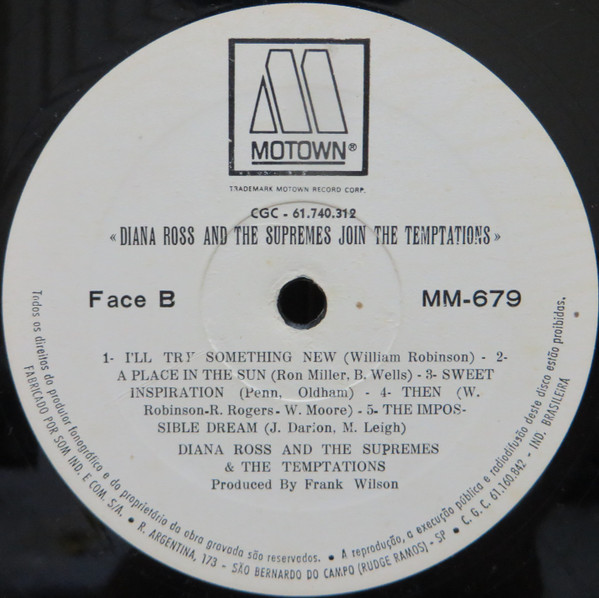 MOTOWN®
TRADEMARK MOTOWN RECORD CORP.
CGC - 61.740.312
«DIANA ROSS AND THE SUPREMES JOIN THE TEMPTATIONS»
Face B
MM-679
1- I'LL TRY SOMETHING NEW (William Robinson) - 2-
A PLACE IN THE SUN (Ron Miller, B. Wells) - 3- SWEET
INSPIRATION (Penn, Oldham) - 4- THEN (W.
Robinson-R. Rogers- W. Moore) - 5- THE IMPOS-
SIBLE DREAM (J. Darion, M. Leigh)
DIANA ROSS AND THE SUPREMES
& THE TEMPTATIONS
Produced By Frank Wilson
Todos os direitos do produtor fonográfico e do proprietário da obra gravada são reservados. • A reprodução, a execução pública e radiodifusão deste disco estão proibidas.
FABRICADO POR SOM IND. E COM. S/A. • R. ARGENTINA, 173 - SÃO BERNARDO DO CAMPO (RUDGE RAMOS) - SP • C. G. C. 61.160.842 - IND. BRASILEIRA